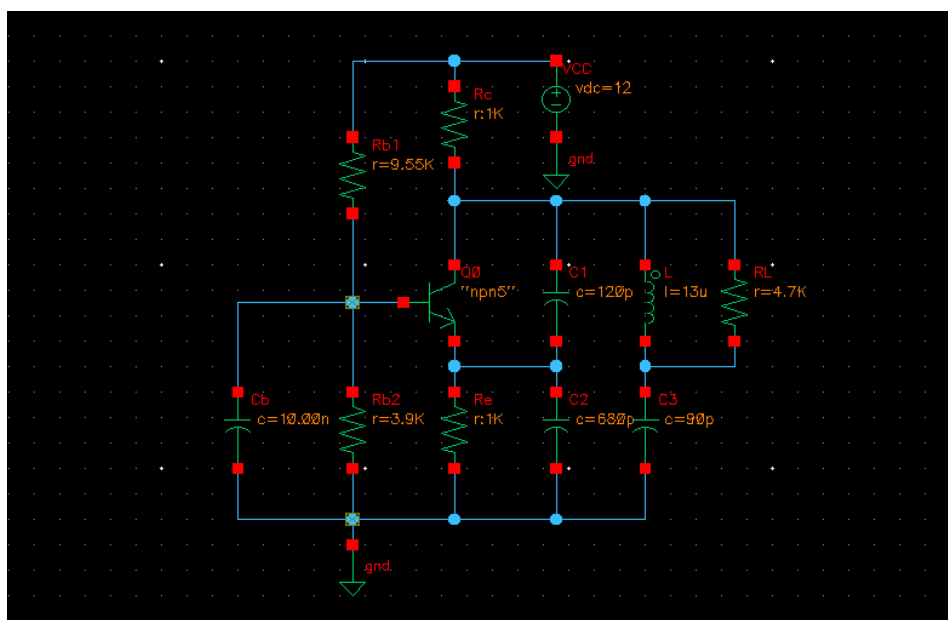 VCC
vdc=12
Rc
r:1K
Rb1
r=9.55K
gnd
Q0
"npn5"
C1
c=120p
L
l=13u
RL
r=4.7K
Cb
c=10.00n
Rb2
r=3.9K
Re
r:1K
C2
c=680p
C3
c=90p
gnd